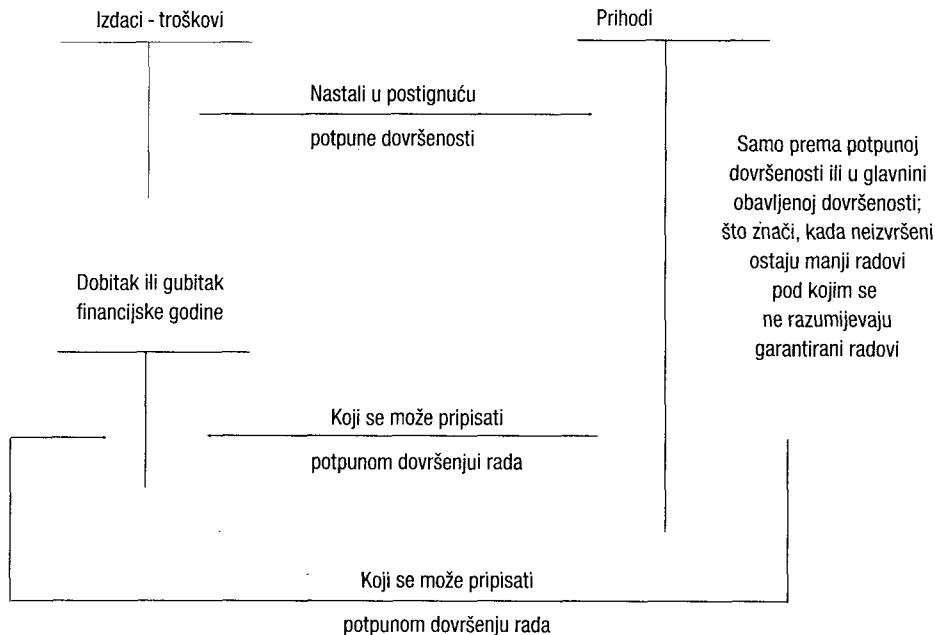 Izdaci - troškovi
Prihodi
Nastali u postignuću
potpune dovršenosti
Samo prema potpunoj
dovršenosti ili u glavnini
obavljenoj dovršenosti;
što znači, kada neizvršeni
ostaju manji radovi
pod kojim se
ne razumijevaju
garantirani radovi
Dobitak ili gubitak
financijske godine
Koji se može pripisati
potpunom dovršenjui rada
Koji se može pripisati
potpunom dovršenju rada